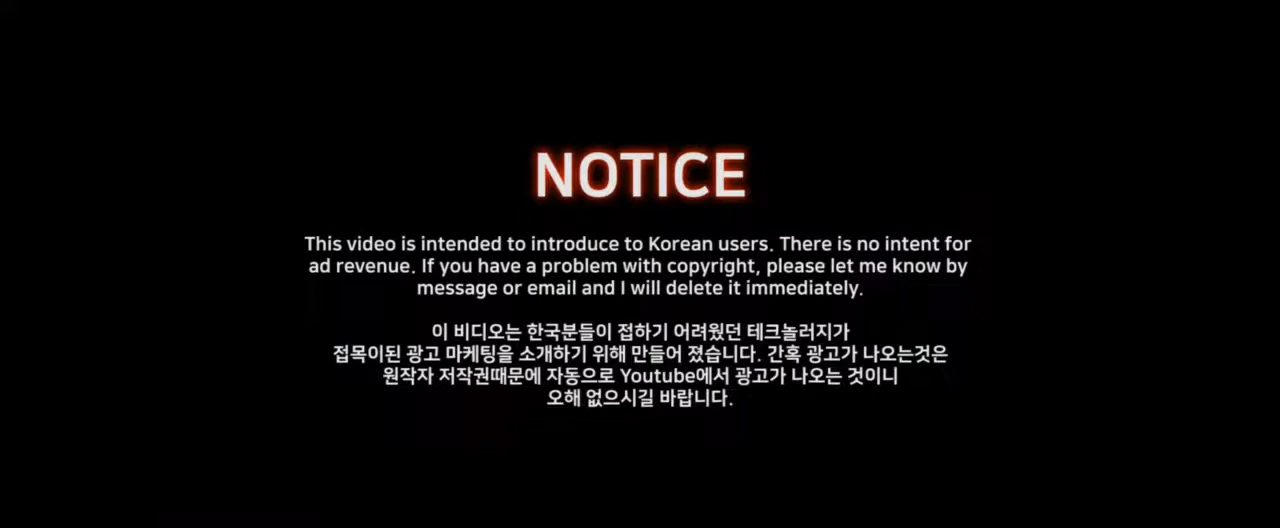 NOTICE
This video is intended to introduce to Korean users. There is no intent for
ad revenue. If you have a problem with copyright, please let me know by
message or email and I will delete it immediately.
이 비디오는 한국분들이 접하기 어려웠던 테크놀러지가
접목이된 광고 마케팅을 소개하기 위해 만들어 졌습니다. 간혹 광고가 나오는것은
원작자 저작권때문에 자동으로 Youtube에서 광고가 나오는 것이니
오해 없으시길 바랍니다.